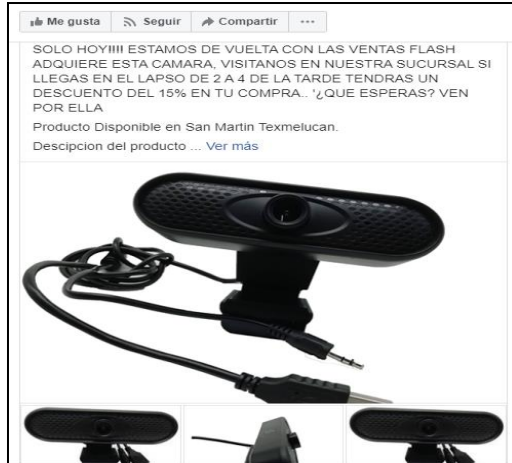 Me gusta Seguir Compartir ...
SOLO HOY!!!! ESTAMOS DE VUELTA CON LAS VENTAS FLASH
ADQUIERE ESTA CAMARA, VISITANOS EN NUESTRA SUCURSAL SI
LLEGAS EN EL LAPSO DE 2 A 4 DE LA TARDE TENDRAS UN
DESCUENTO DEL 15% EN TU COMPRA.. '¿QUE ESPERAS? VEN
POR ELLA
Producto Disponible en San Martin Texmelucan.
Descipcion del producto ... Ver más